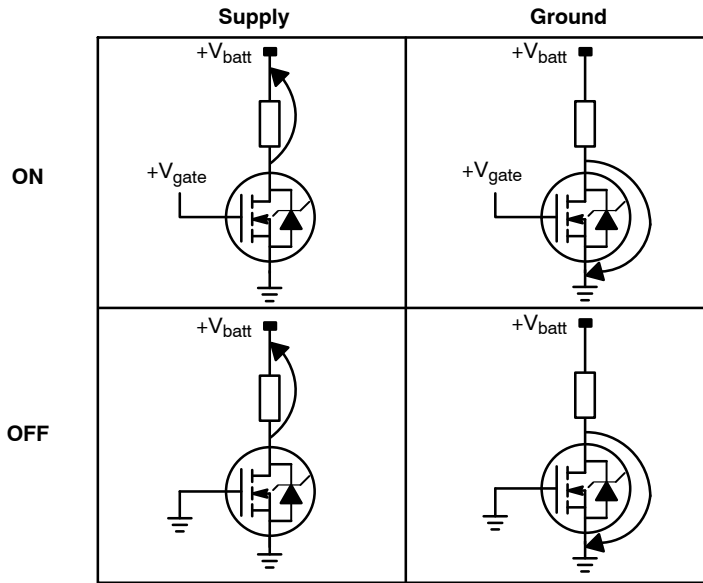 Supply Ground
+Vbatt +Vbatt
ON
+Vgate +Vgate
+Vbatt +Vbatt
OFF